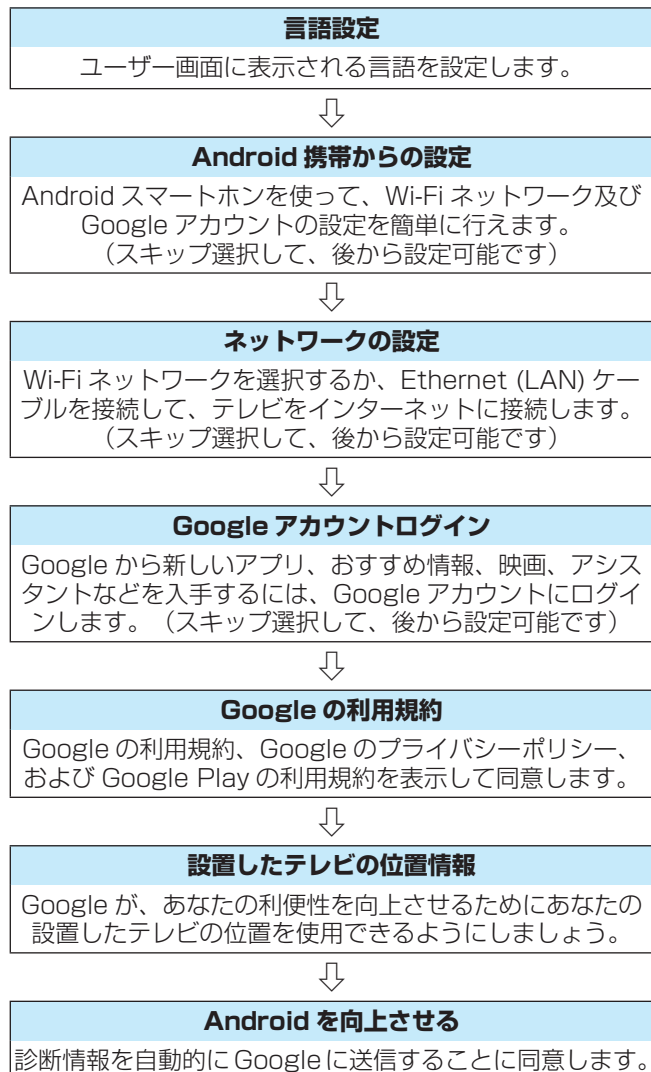 言語設定
ユーザー画面に表示される言語を設定します。
⇩
Android 携帯からの設定
Android スマートホンを使って、Wi-Fi ネットワーク及び
Google アカウントの設定を簡単に行えます。
（スキップ選択して、後から設定可能です）
⇩
ネットワークの設定
Wi-Fi ネットワークを選択するか、Ethernet (LAN) ケー
ブルを接続して、テレビをインターネットに接続します。
（スキップ選択して、後から設定可能です）
⇩
Google アカウントログイン
Google から新しいアプリ、おすすめ情報、映画、アシス
タントなどを入手するには、Google アカウントにログイ
ンします。（スキップ選択して、後から設定可能です）
⇩
Google の利用規約
Google の利用規約、Google のプライバシーポリシー、
および Google Play の利用規約を表示して同意します。
⇩
設置したテレビの位置情報
Google が、あなたの利便性を向上させるためにあなたの
設置したテレビの位置を使用できるようにしましょう。
⇩
Android を向上させる
診断情報を自動的に Google に送信することに同意します。